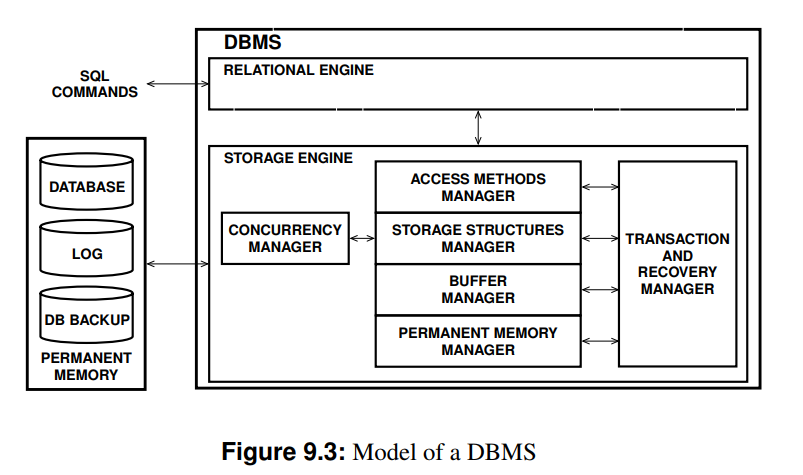 DBMS
RELATIONAL ENGINE
SQL
COMMANDS
STORAGE ENGINE
DATABASE
LOG
DB BACKUP
PERMANENT
MEMORY
CONCURRENCY
MANAGER
ACCESS METHODS
MANAGER
STORAGE STRUCTURES
MANAGER
BUFFER
MANAGER
PERMANENT MEMORY
MANAGER
TRANSACTION
AND
RECOVERY
MANAGER
Figure 9.3: Model of a DBMS